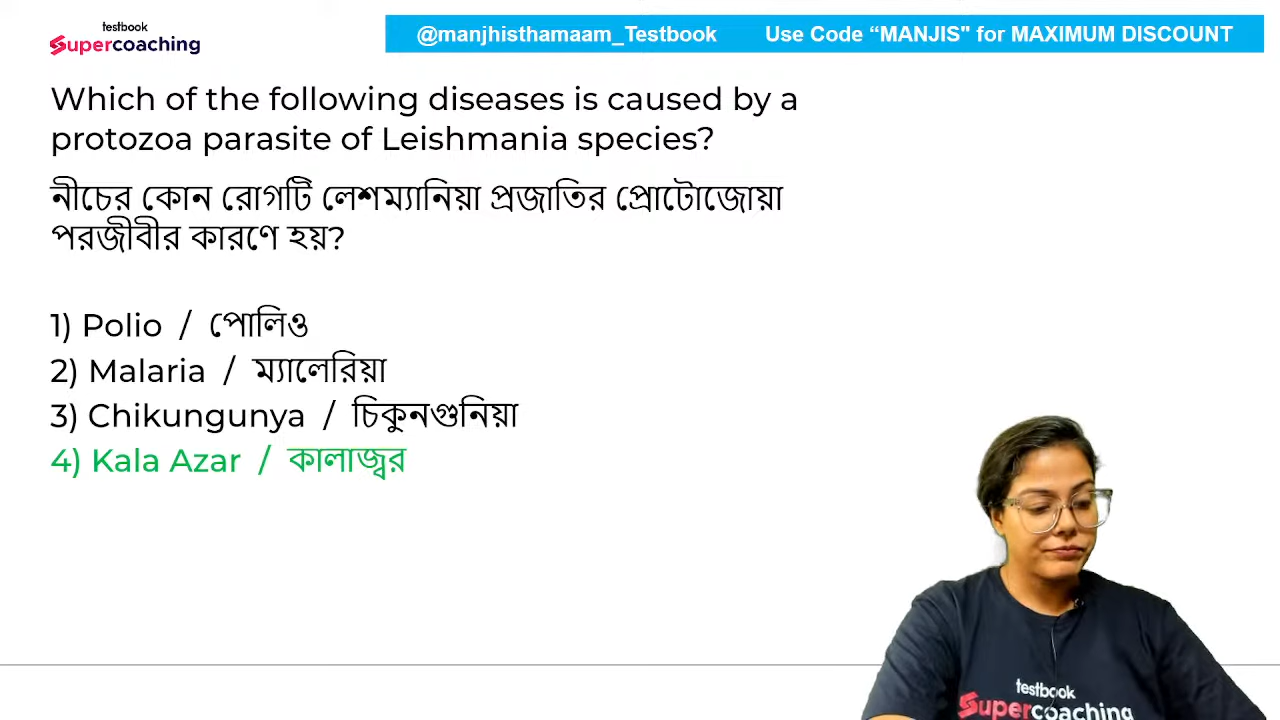 testbook
Supercoaching
@manjhisthamaam_Testbook Use Code “MANJIS" for MAXIMUM DISCOUNT
Which of the following diseases is caused by a
protozoa parasite of Leishmania species?
নীচের কোন রোগটি লেশম্যানিয়া প্রজাতির প্রোটোজোয়া
পরজীবীর কারণে হয়?
1) Polio / পোলিও
2) Malaria / ম্যালেরিয়া
3) Chikungunya / চিকুনগুনিয়া
4) Kala Azar / কালাজ্বর
testbook
Supercoaching